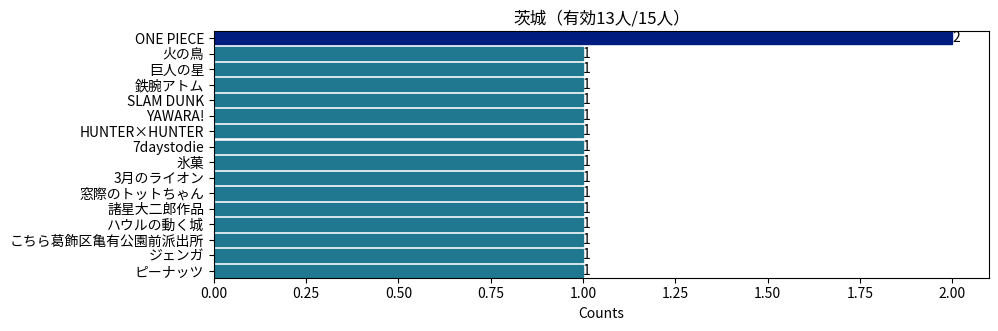 茨城（有効13人/15人）
ONE PIECE 2
火の鳥 1
巨人の星 1
鉄腕アトム 1
SLAM DUNK 1
YAWARA! 1
HUNTER×HUNTER 1
7daystodie 1
氷菓 1
3月のライオン 1
窓際のトットちゃん 1
諸星大二郎作品 1
ハウルの動く城 1
こちら葛飾区亀有公園前派出所 1
ジェンガ 1
ピーナッツ 1
0.00 0.25 0.50 0.75 1.00 1.25 1.50 1.75 2.00
Counts